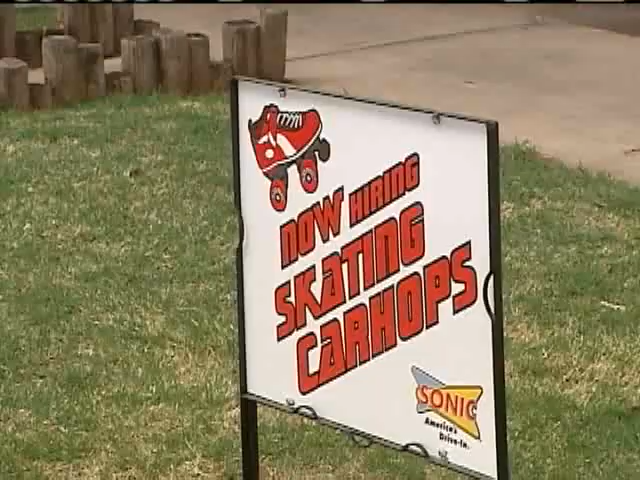 NOW HIRING
SKATING
CARHOPS
SONIC
America's
Drive-In.